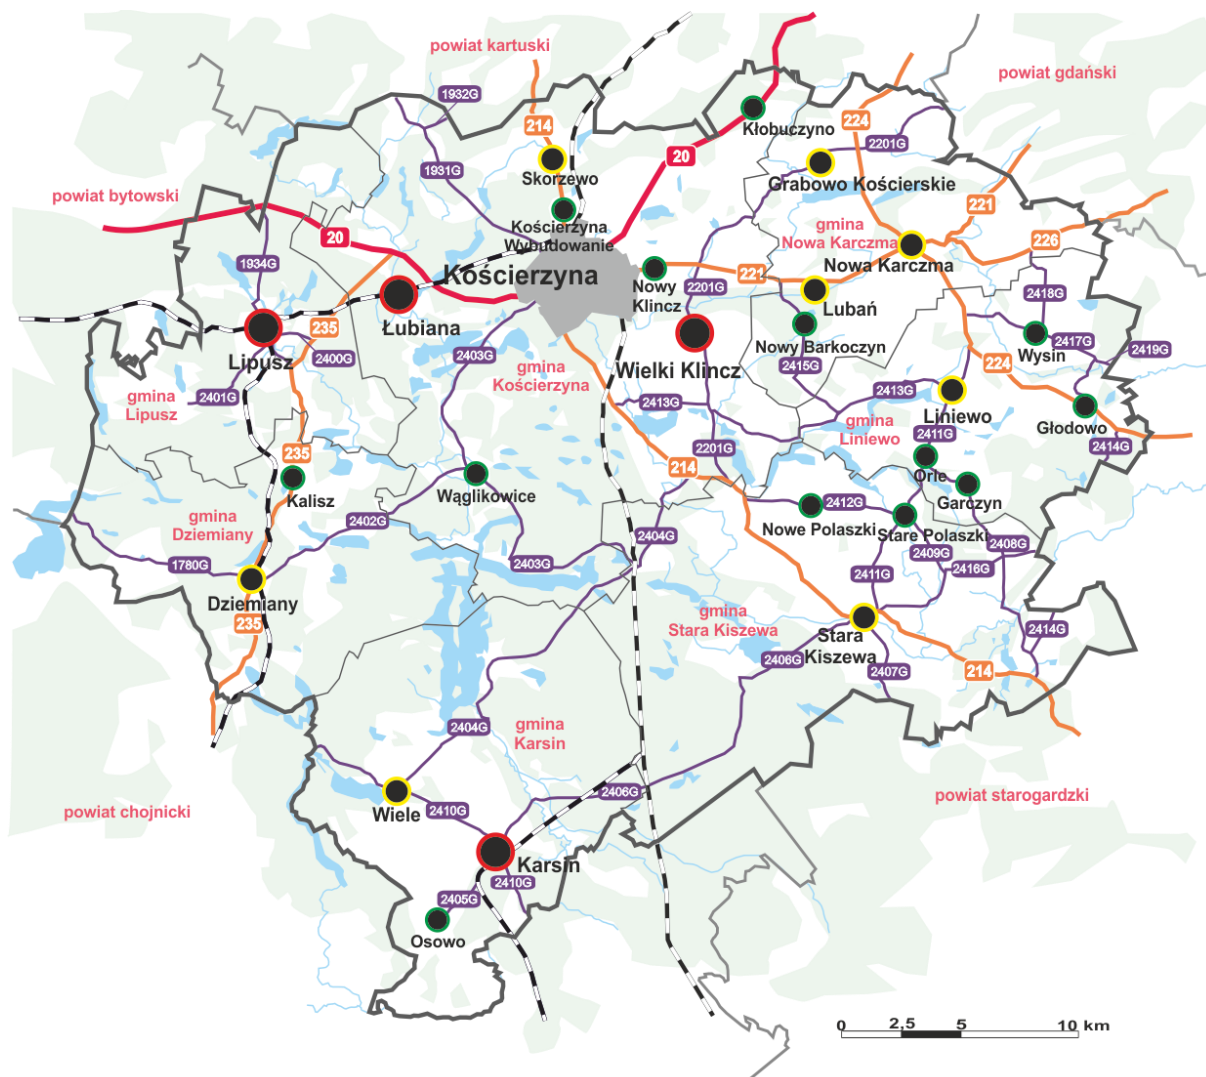 powiat kartuski
powiat gdański
1932G
214
Kłobuczyno
224
2201G
20
1931G
Skorzewo
Grabowo Kościerskie
powiat bytowski
221
Kościerzyna
Wybudowanie
gmina
Nowa Karczma
226
20
Nowa Karczma
1934G
Kościerzyna
Nowy
Klincz
221
2201G
2418G
Lubań
235
Łubiana
Nowy Barkoczyn
2417G
2419G
Wysin
Lipusz
2400G
2403G
gmina
Kościerzyna
Wielki Klincz
2415G
224
gmina
Lipusz
2401G
2413G
2413G
Liniewo
gmina
Liniewo
Głodowo
2411G
2414G
235
2201G
214
Orle
Kalisz
Wąglikowice
Garczyn
gmina
Dziemiany
2402G
2412G
Nowe Polaszki
Stare Polaszki
2404G
2408G
2409G
1780G
2403G
2416G
2411G
Dziemiany
235
gmina
Stara Kiszewa
Stara
Kiszewa
2414G
2406G
2407G
214
2404G
gmina
Karsin
powiat chojnicki
Wiele
2410G
2406G
powiat starogardzki
Karsin
2410G
2405G
Osowo
0
2,5
5
10 km